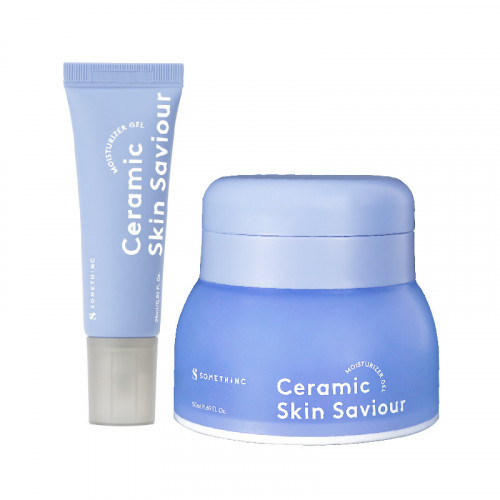 MOISTURIZER GEL
Ceramic
Skin Saviour
SOMETHINC
MOISTURIZER GEL
SOMETHINC
Ceramic
Skin Saviour